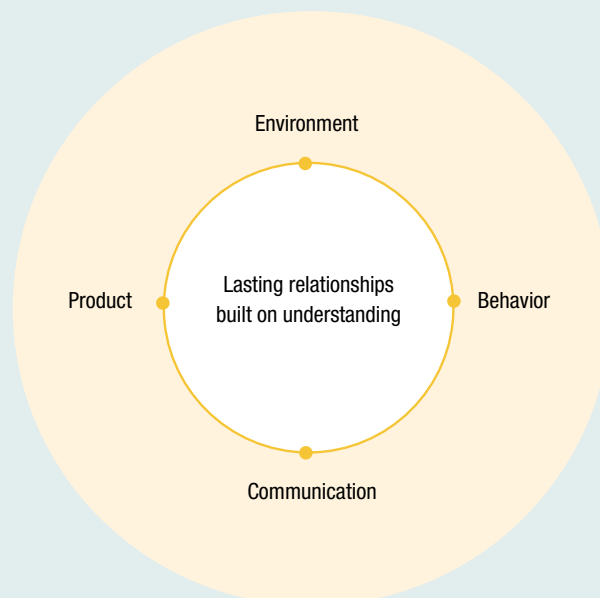 Environment
Product
Lasting relationships
built on understanding
Behavior
Communication